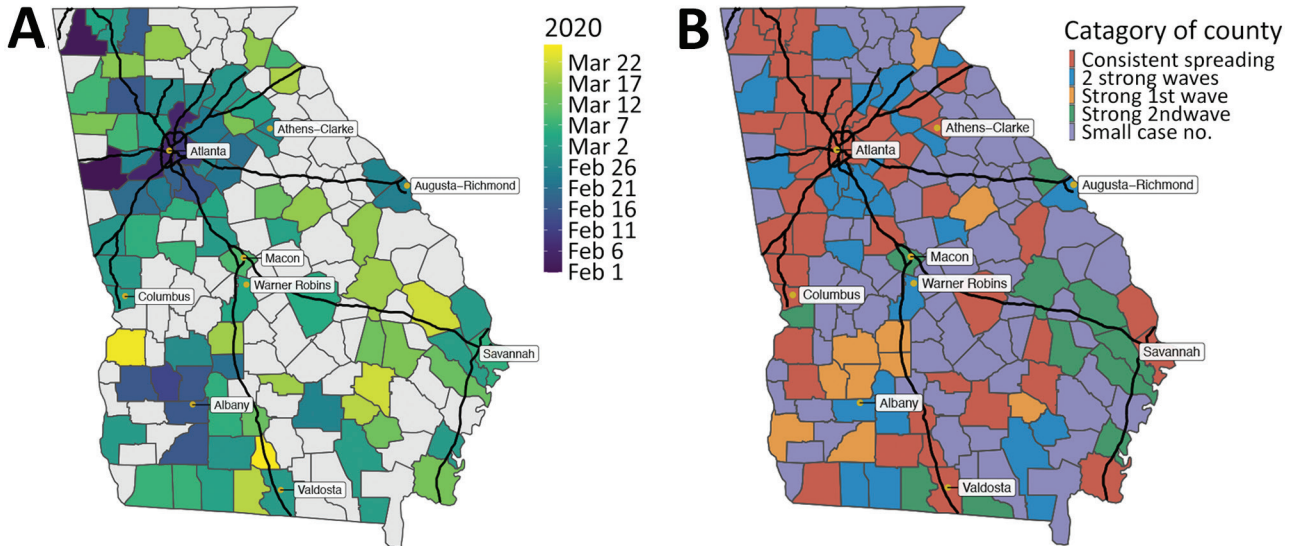 A
2020
Mar 22
Mar 17
Mar 12
Mar 7
Mar 2
Feb 26
Feb 21
Feb 16
Feb 11
Feb 6
Feb 1
Athens–Clarke
Atlanta
Augusta–Richmond
Macon
Warner Robins
Columbus
Savannah
Albany
Valdosta
B
Catagory of county
Consistent spreading
2 strong waves
Strong 1st wave
Strong 2ndwave
Small case no.
Athens–Clarke
Atlanta
Augusta–Richmond
Macon
Warner Robins
Columbus
Savannah
Albany
Valdosta